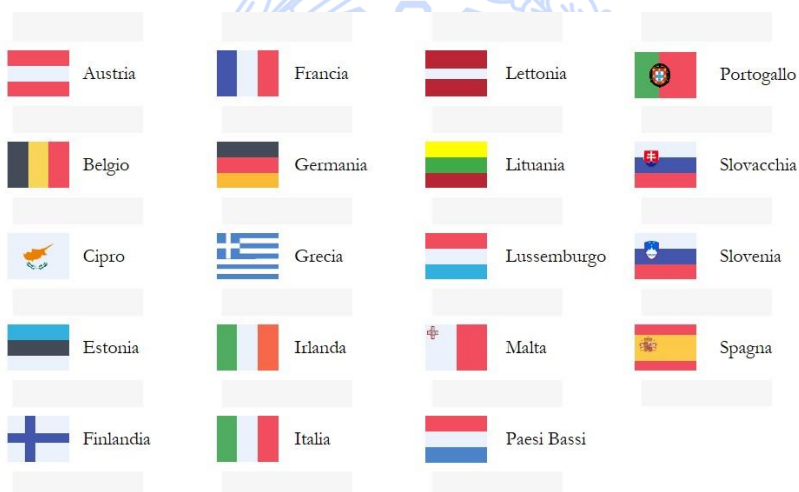 Austria
Belgio
Cipro
Estonia
Finlandia
Francia
Germania
Grecia
Irlanda
Italia
Lettonia
Lituania
Lussemburgo
Malta
Paesi Bassi
Portogallo
Slovacchia
Slovenia
Spagna